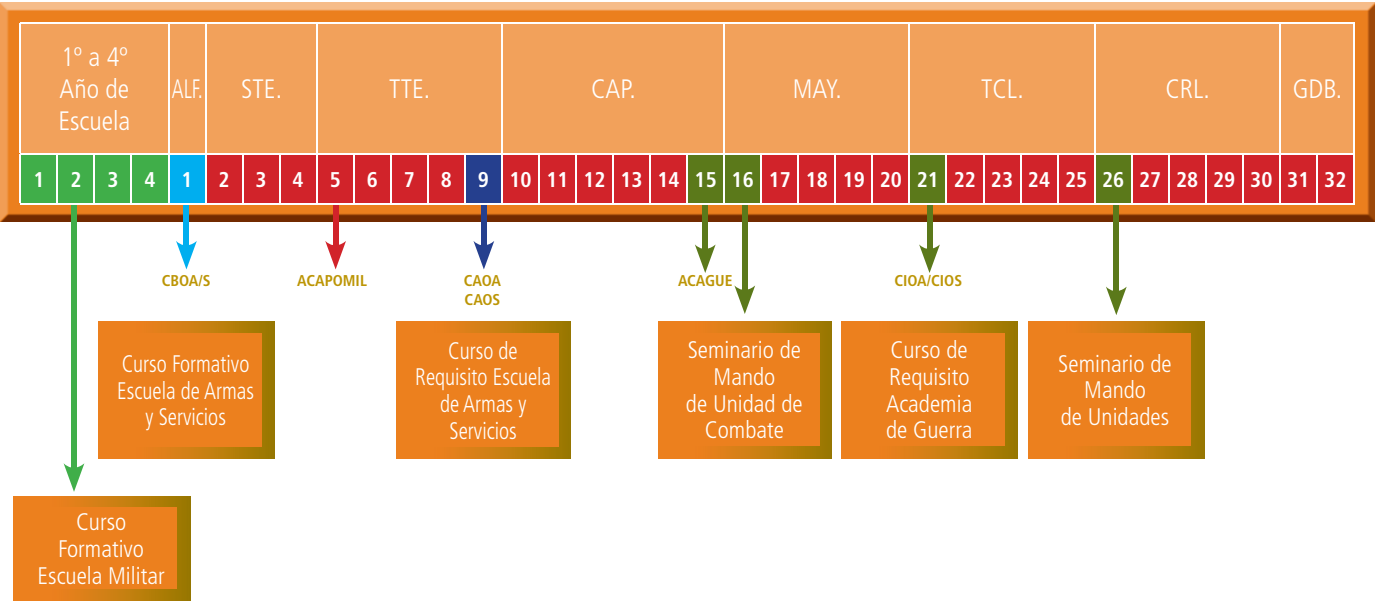 1º a 4º
Año de
Escuela
ALF.
STE.
TTE.
CAP.
MAY.
TCL.
CRL.
GDB.
1 2 3 4 1 2 3 4 5 6 7 8 9 10 11 12 13 14 15 16 17 18 19 20 21 22 23 24 25 26 27 28 29 30 31 32
CBOA/S
ACAPOMIL
CAOA
CAOS
ACAGUE
CIOA/CIOS
Curso Formativo
Escuela de Armas
y Servicios
Curso de
Requisito Escuela
de Armas y
Servicios
Seminario de
Mando
de Unidad de
Combate
Curso de
Requisito
Academia
de Guerra
Seminario de
Mando
de Unidades
Curso
Formativo
Escuela Militar